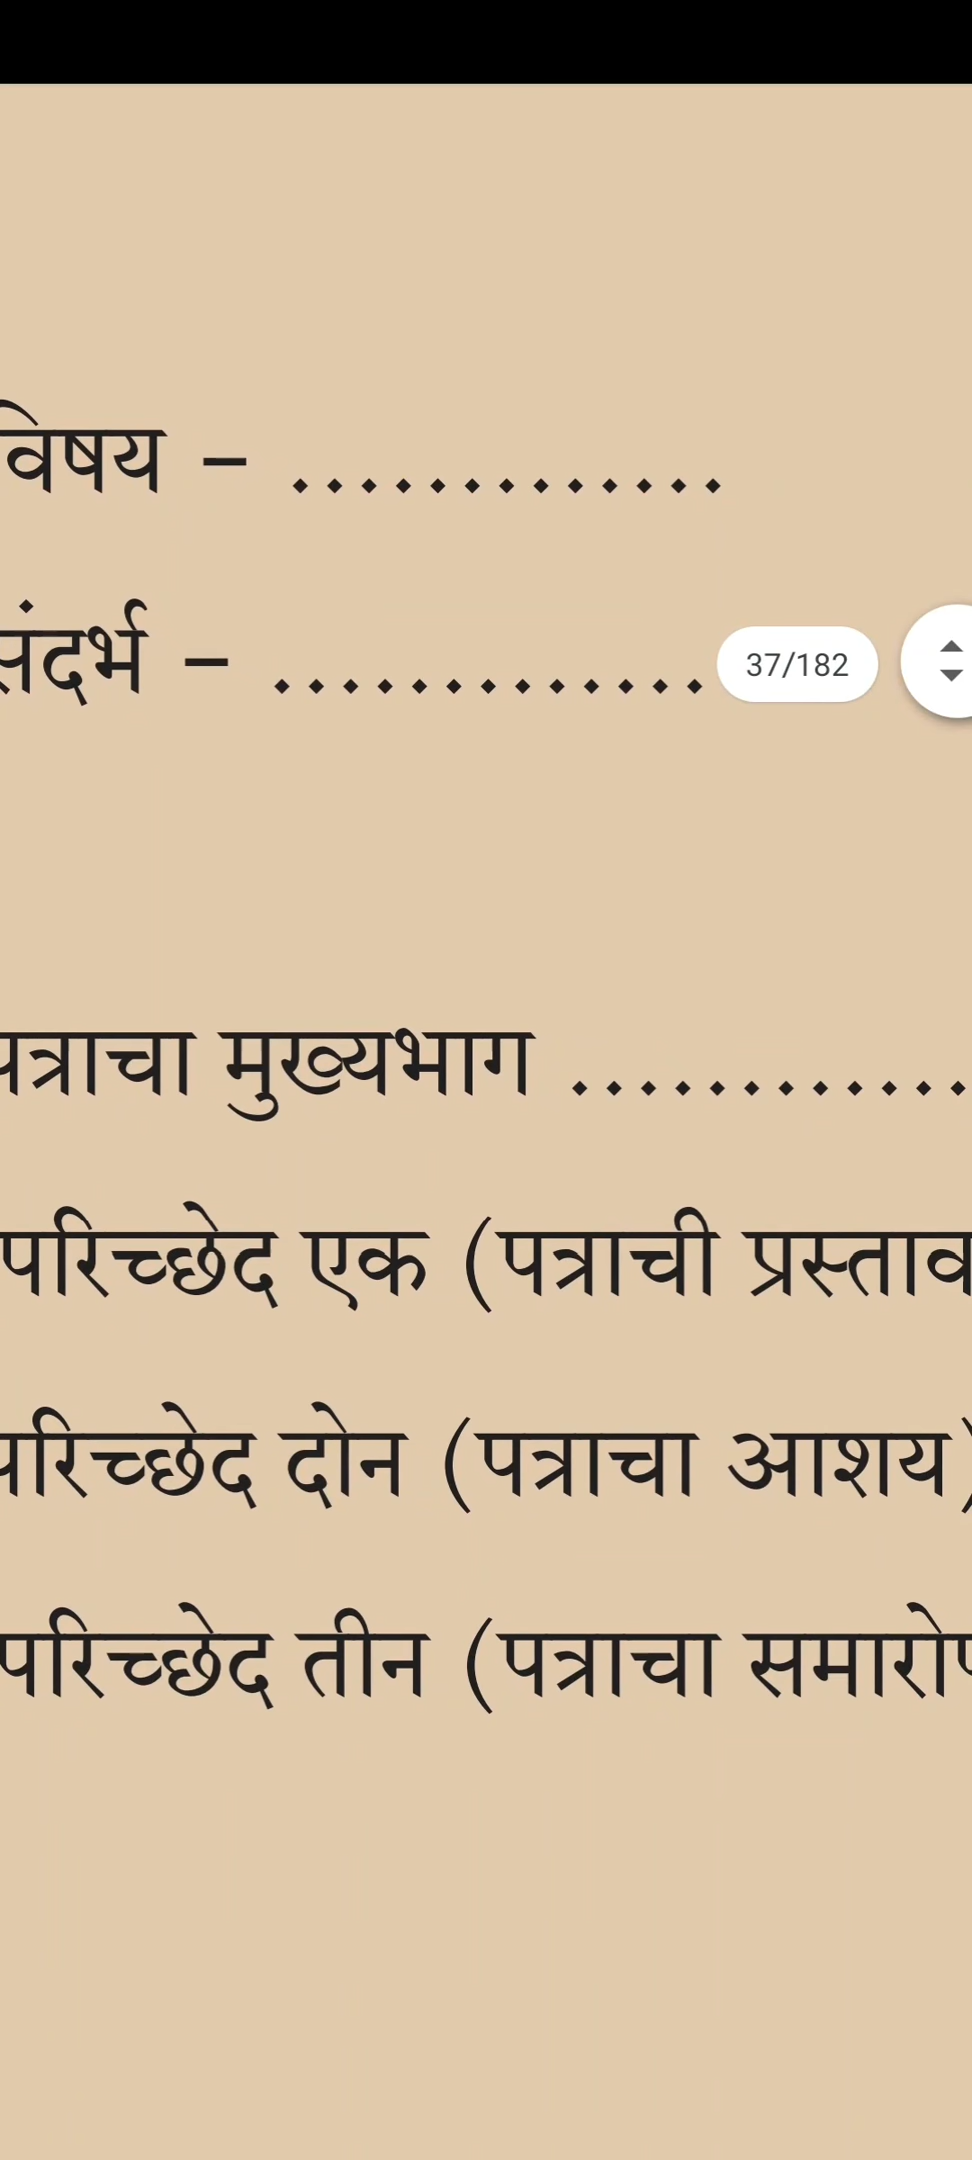 विषय – .............
संदर्भ – .............
37/182
पत्राचा मुख्यभाग ............
परिच्छेद एक (पत्राची प्रस्ताव
परिच्छेद दोन (पत्राचा आशय)
परिच्छेद तीन (पत्राचा समारोप